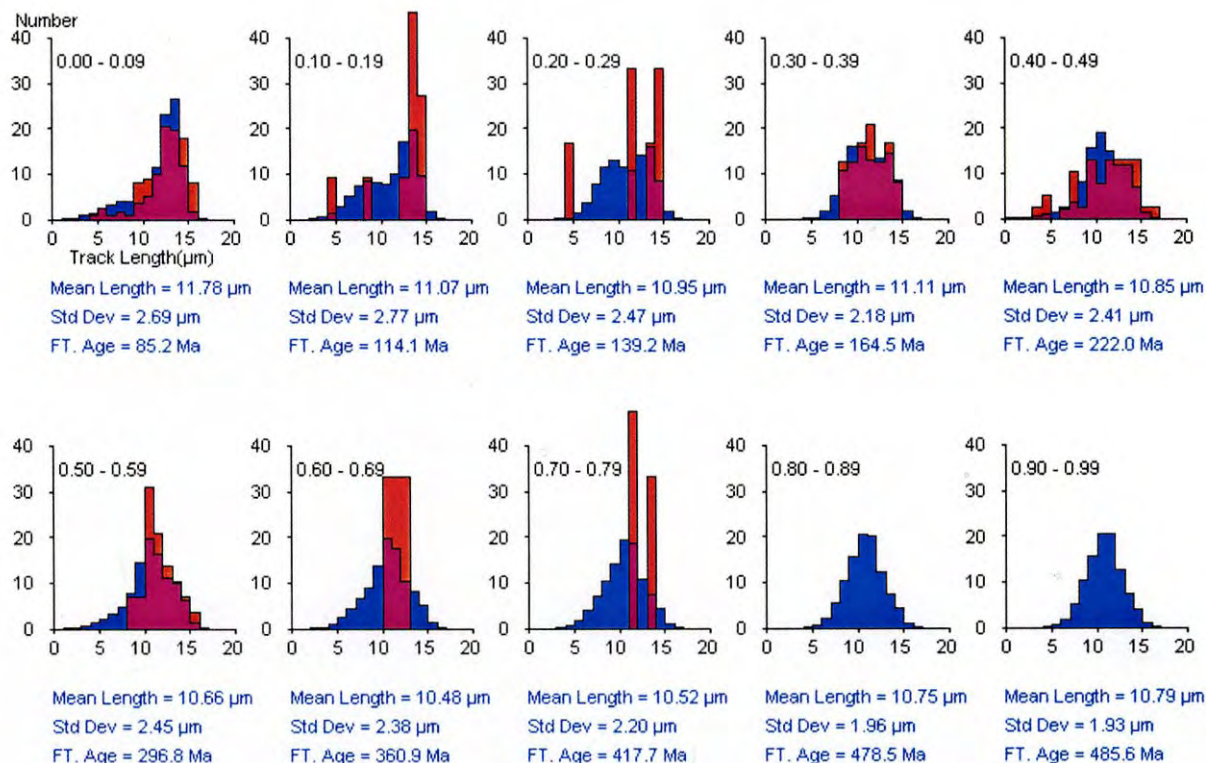 Number
40 40 40 40 40
0.00 - 0.09 0.10 - 0.19 0.20 - 0.29 0.30 - 0.39 0.40 - 0.49
30 30 30 30 30
20 20 20 20 20
10 10 10 10 10
0 0 0 0 0
0 5 10 15 20 0 5 10 15 20 0 5 10 15 20 0 5 10 15 20 0 5 10 15 20
Track Length(µm)
Mean Length = 11.78 µm Mean Length = 11.07 µm Mean Length = 10.95 µm Mean Length = 11.11 µm Mean Length = 10.85 µm
Std Dev = 2.69 µm Std Dev = 2.77 µm Std Dev = 2.47 µm Std Dev = 2.18 µm Std Dev = 2.41 µm
FT. Age = 85.2 Ma FT. Age = 114.1 Ma FT. Age = 139.2 Ma FT. Age = 164.5 Ma FT. Age = 222.0 Ma
40 40 40 40 40
0.50 - 0.59 0.60 - 0.69 0.70 - 0.79 0.80 - 0.89 0.90 - 0.99
30 30 30 30 30
20 20 20 20 20
10 10 10 10 10
0 0 0 0 0
0 5 10 15 20 0 5 10 15 20 0 5 10 15 20 0 5 10 15 20 0 5 10 15 20
Mean Length = 10.66 µm Mean Length = 10.48 µm Mean Length = 10.52 µm Mean Length = 10.75 µm Mean Length = 10.79 µm
Std Dev = 2.45 µm Std Dev = 2.38 µm Std Dev = 2.20 µm Std Dev = 1.96 µm Std Dev = 1.93 µm
FT. Age = 296.8 Ma FT. Age = 360.9 Ma FT. Age = 417.7 Ma FT. Age = 478.5 Ma FT. Age = 485.6 Ma